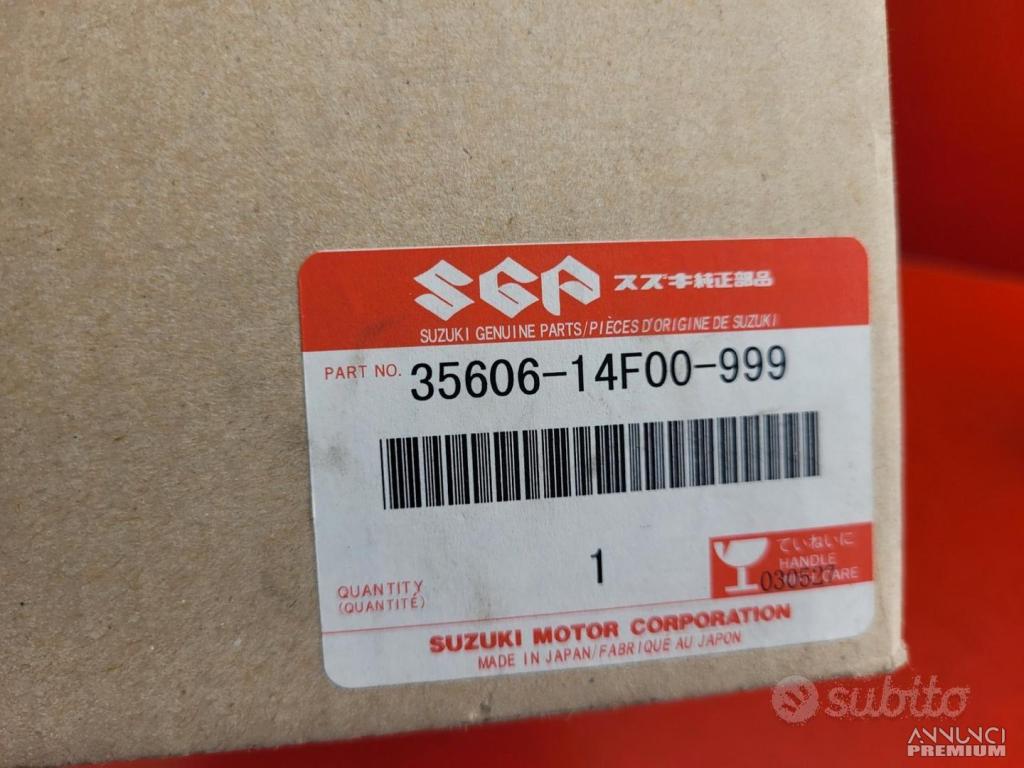 SGP スズキ純正部品
SUZUKI GENUINE PARTS/PIÈCES D'ORIGINE DE SUZUKI
PART NO. 35606-14F00-999
1
QUANTITY
(QUANTITÉ)
ていねいに
HANDLE
WITH CARE
030527
SUZUKI MOTOR CORPORATION
MADE IN JAPAN/FABRIQUÉ AU JAPON
subito
ANNUNCI
PREMIUM